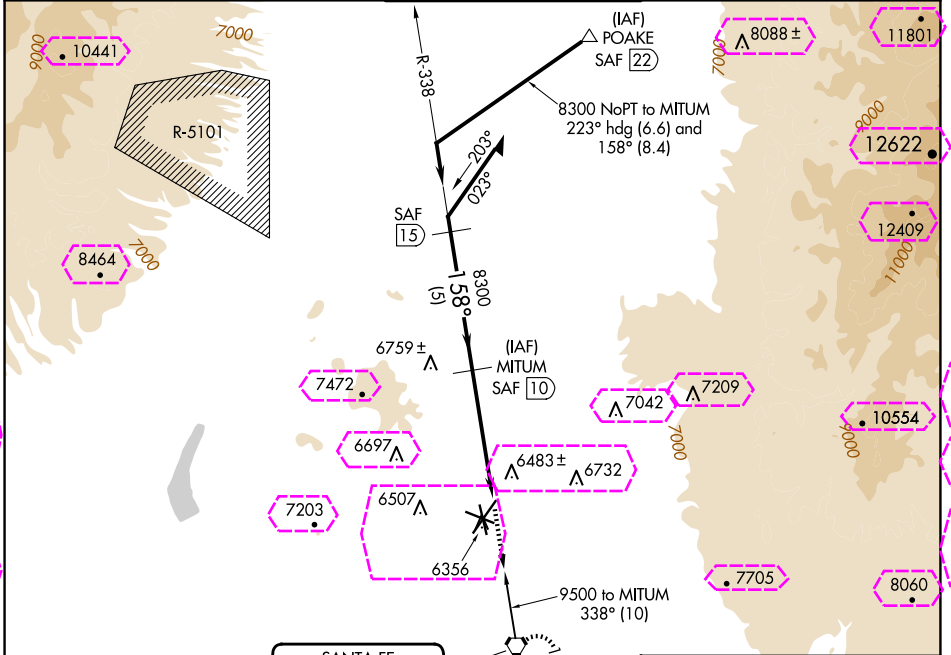 9000
10441
7000
R-5101
8464
7000
R-338
(IAF)
POAKE
SAF 22
8300 NoPT to MITUM
223° hdg (6.6) and
158° (8.4)
203°
023°
SAF
15
8300
158°
(5)
7000
8088 ±
11801
9000
12622
12409
11000
(IAF)
MITUM
SAF 10
6759 ±
7472
7042
7209
7000
10554
9000
6697
6483 ±
6732
7203
6507
6356
9500 to MITUM
338° (10)
7705
8060
SANTA FE